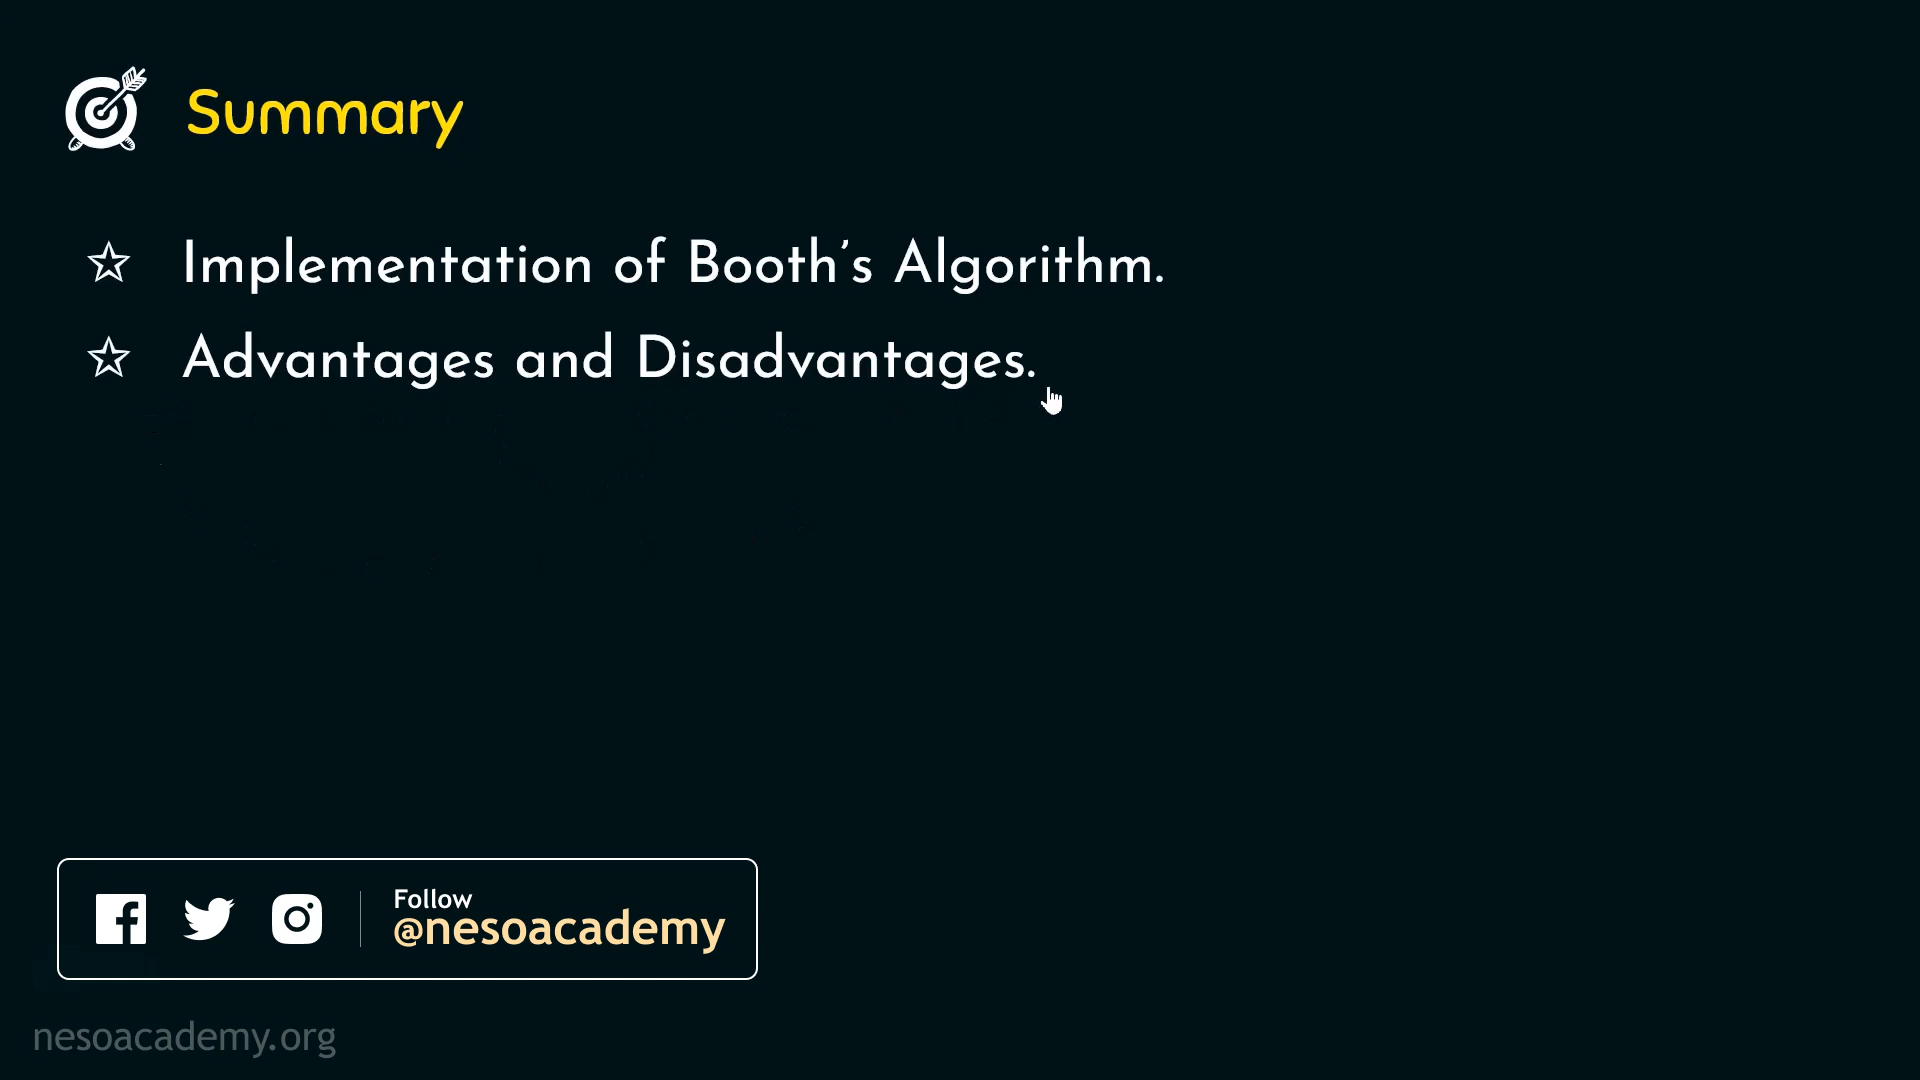 Summary
Implementation of Booth's Algorithm.
Advantages and Disadvantages.
Follow
@nesoacademy
nesoacademy.org